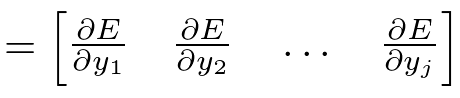 = [ ∂E/∂y₁ ∂E/∂y₂ … ∂E/∂yⱼ ]